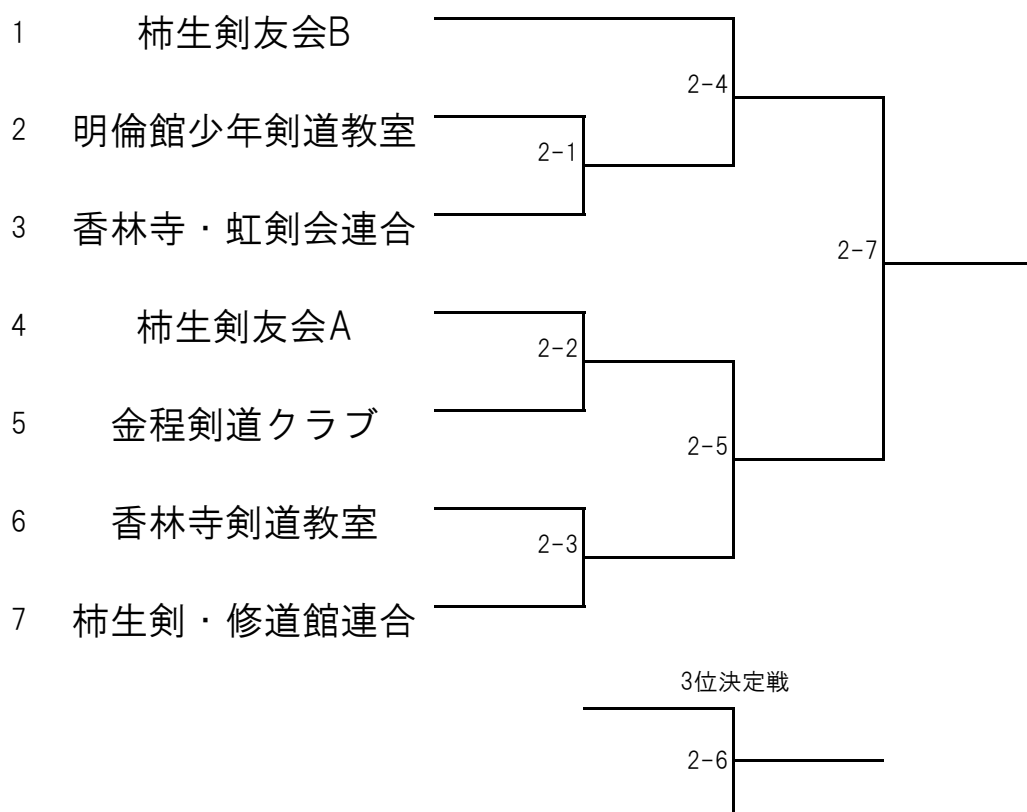 1 柿生剣友会B
2-4
2 明倫館少年剣道教室
2-1
3 香林寺・虹剣会連合
2-7
4 柿生剣友会A
2-2
5 金程剣道クラブ
2-5
6 香林寺剣道教室
2-3
7 柿生剣・修道館連合
3位決定戦
2-6